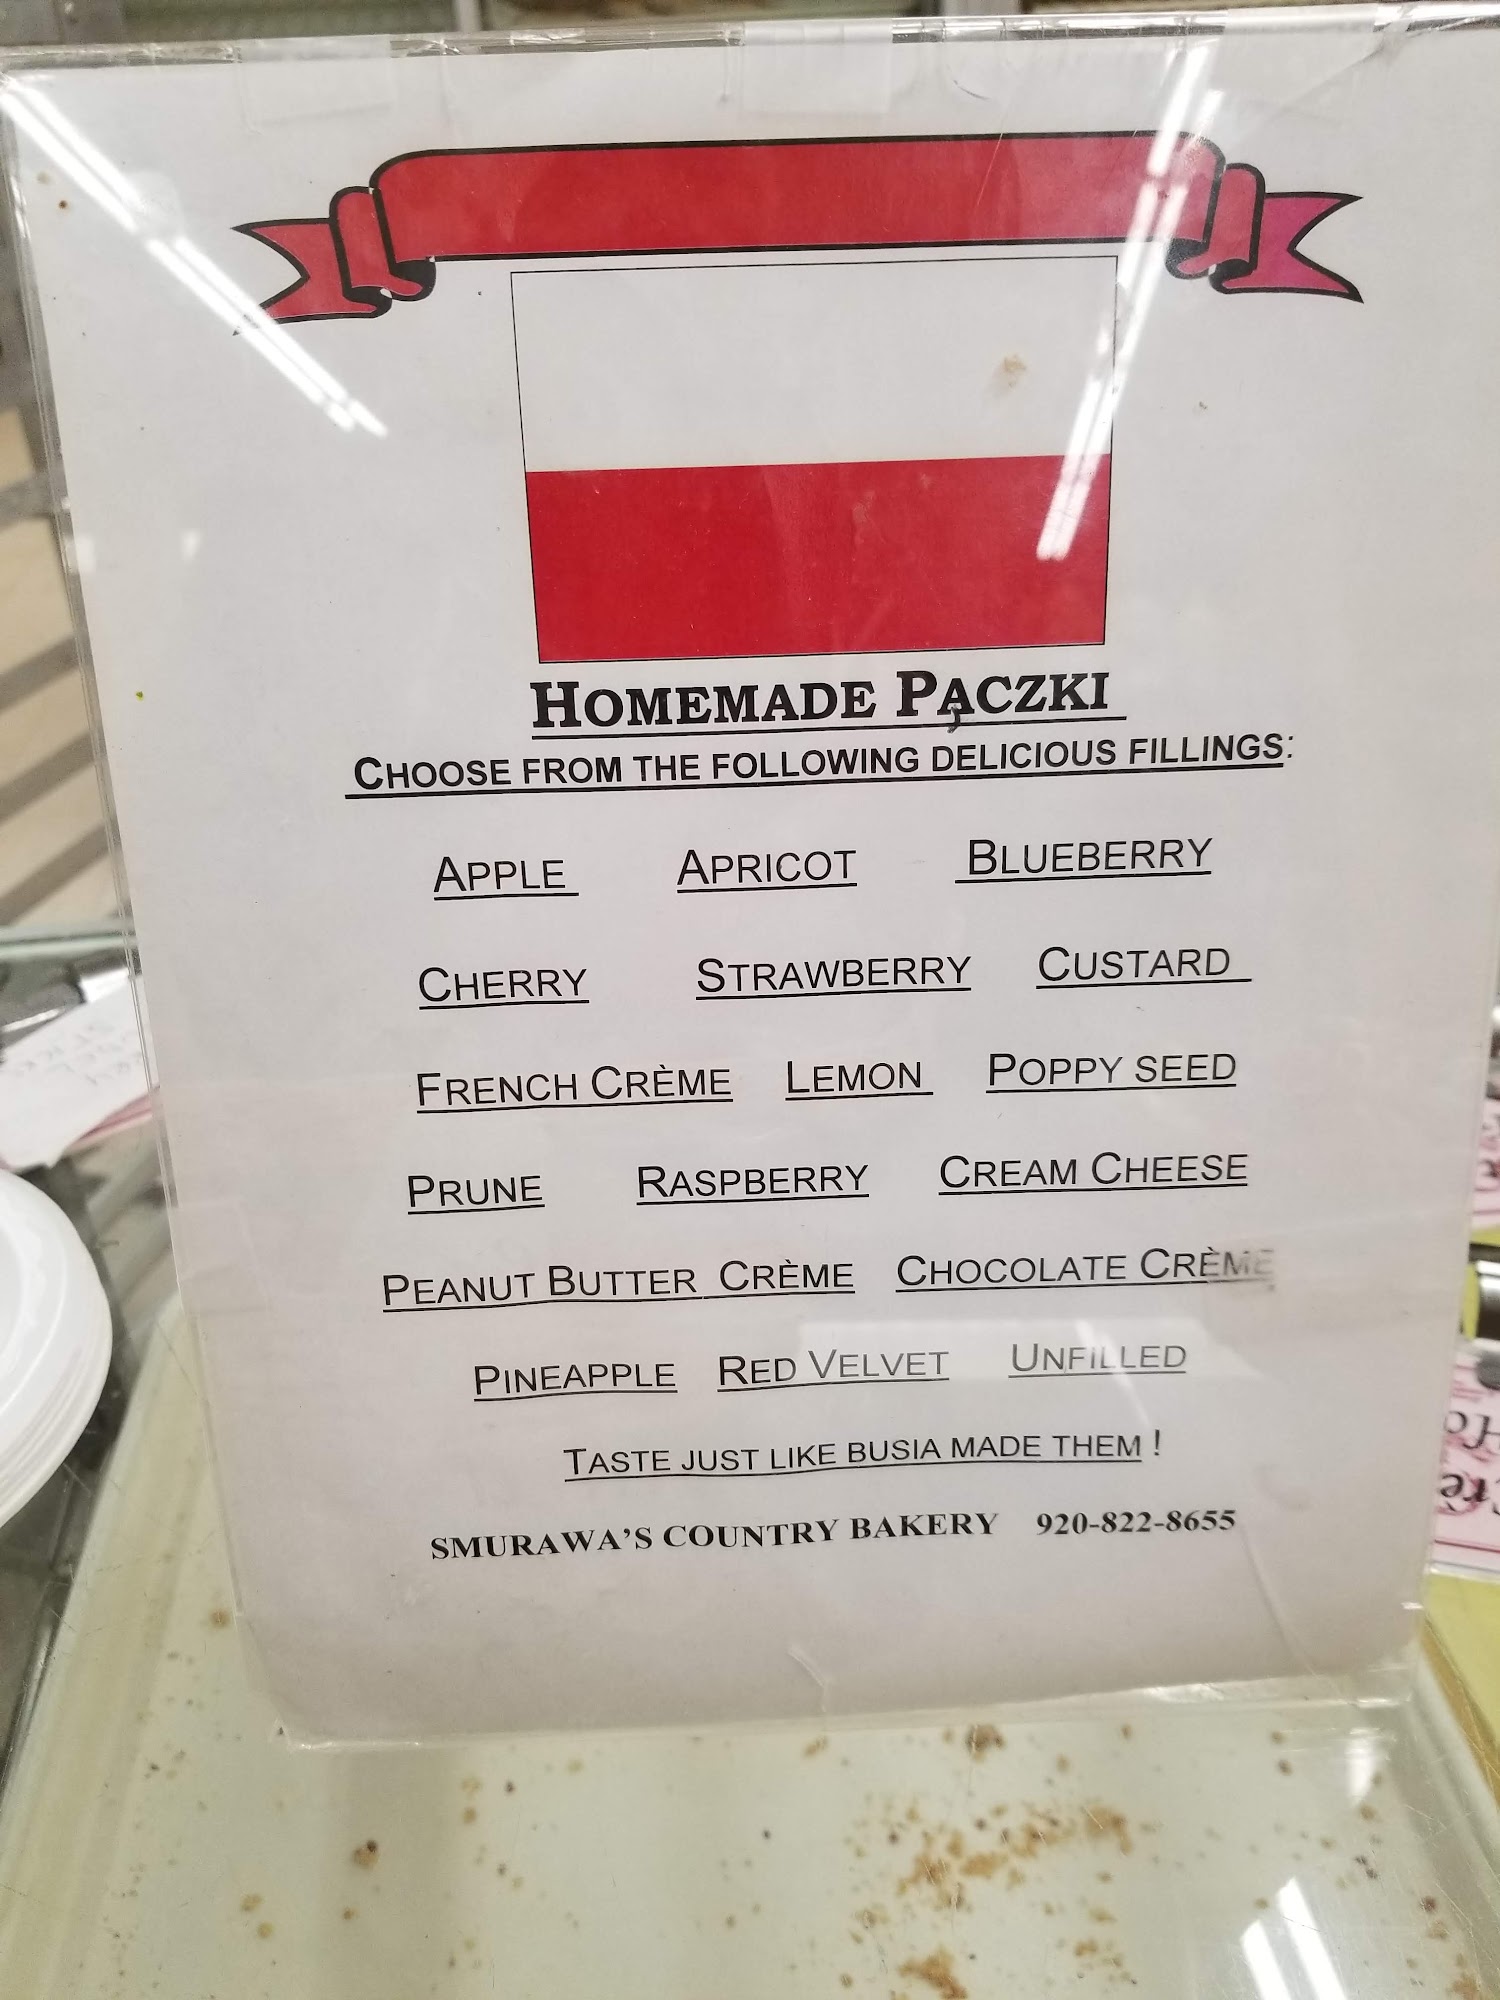 HOMEMADE PĄCZKI
CHOOSE FROM THE FOLLOWING DELICIOUS FILLINGS:
APPLE APRICOT BLUEBERRY
CHERRY STRAWBERRY CUSTARD
FRENCH CRÈME LEMON POPPY SEED
PRUNE RASPBERRY CREAM CHEESE
PEANUT BUTTER CRÈME CHOCOLATE CRÈME
PINEAPPLE RED VELVET UNFILLED
TASTE JUST LIKE BUSIA MADE THEM !
SMURAWA'S COUNTRY BAKERY 920-822-8655